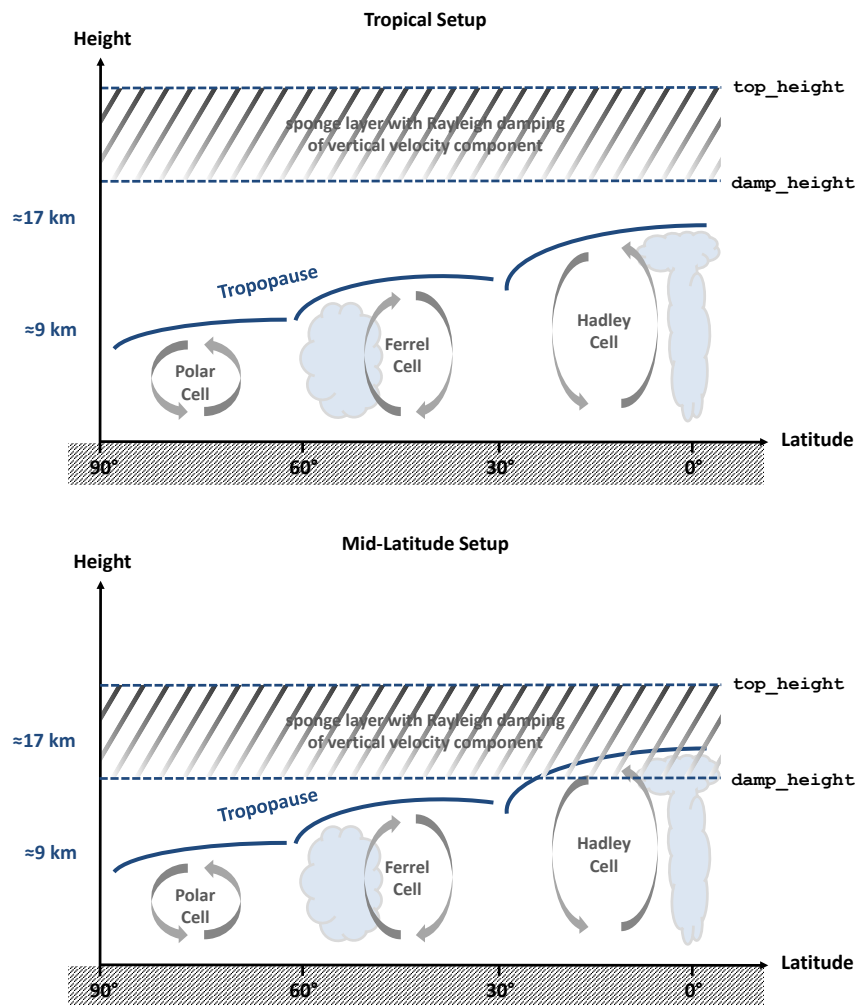 Tropical Setup
Height
top_height
sponge layer with Rayleigh damping
of vertical velocity component
damp_height
≈17 km
Tropopause
≈9 km
Hadley
Cell
Ferrel
Cell
Polar
Cell
Latitude
90°
60°
30°
0°
Mid-Latitude Setup
Height
top_height
sponge layer with Rayleigh damping
of vertical velocity component
≈17 km
damp_height
Tropopause
≈9 km
Hadley
Cell
Ferrel
Cell
Polar
Cell
Latitude
90°
60°
30°
0°